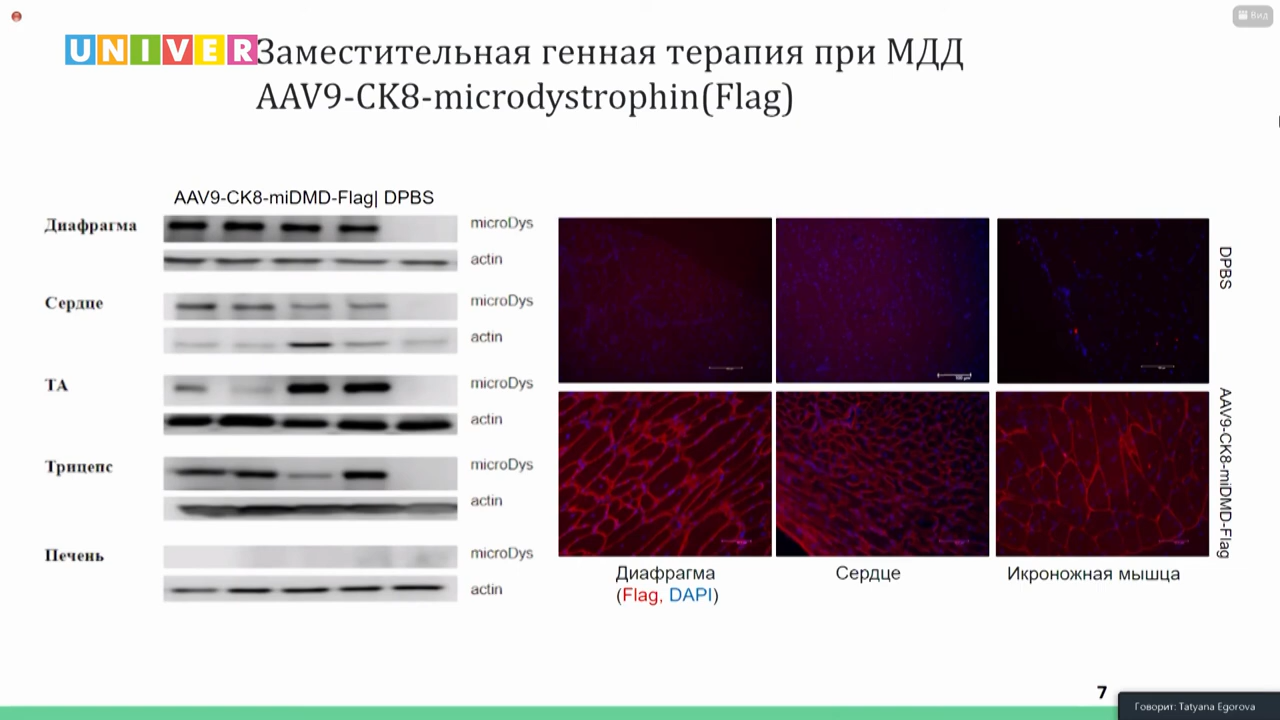 Вид
UNIVER
Заместительная генная терапия при МДД
AAV9-CK8-microdystrophin(Flag)
AAV9-CK8-miDMD-Flag| DPBS
Диафрагма
microDys
actin
Сердце
microDys
actin
TA
microDys
actin
Трицепс
microDys
actin
Печень
microDys
actin
DPBS
AAV9-CK8-miDMD-Flag
Диафрагма
(Flag, DAPI)
Сердце
Икроножная мышца
7
Говорит: Tatyana Egorova